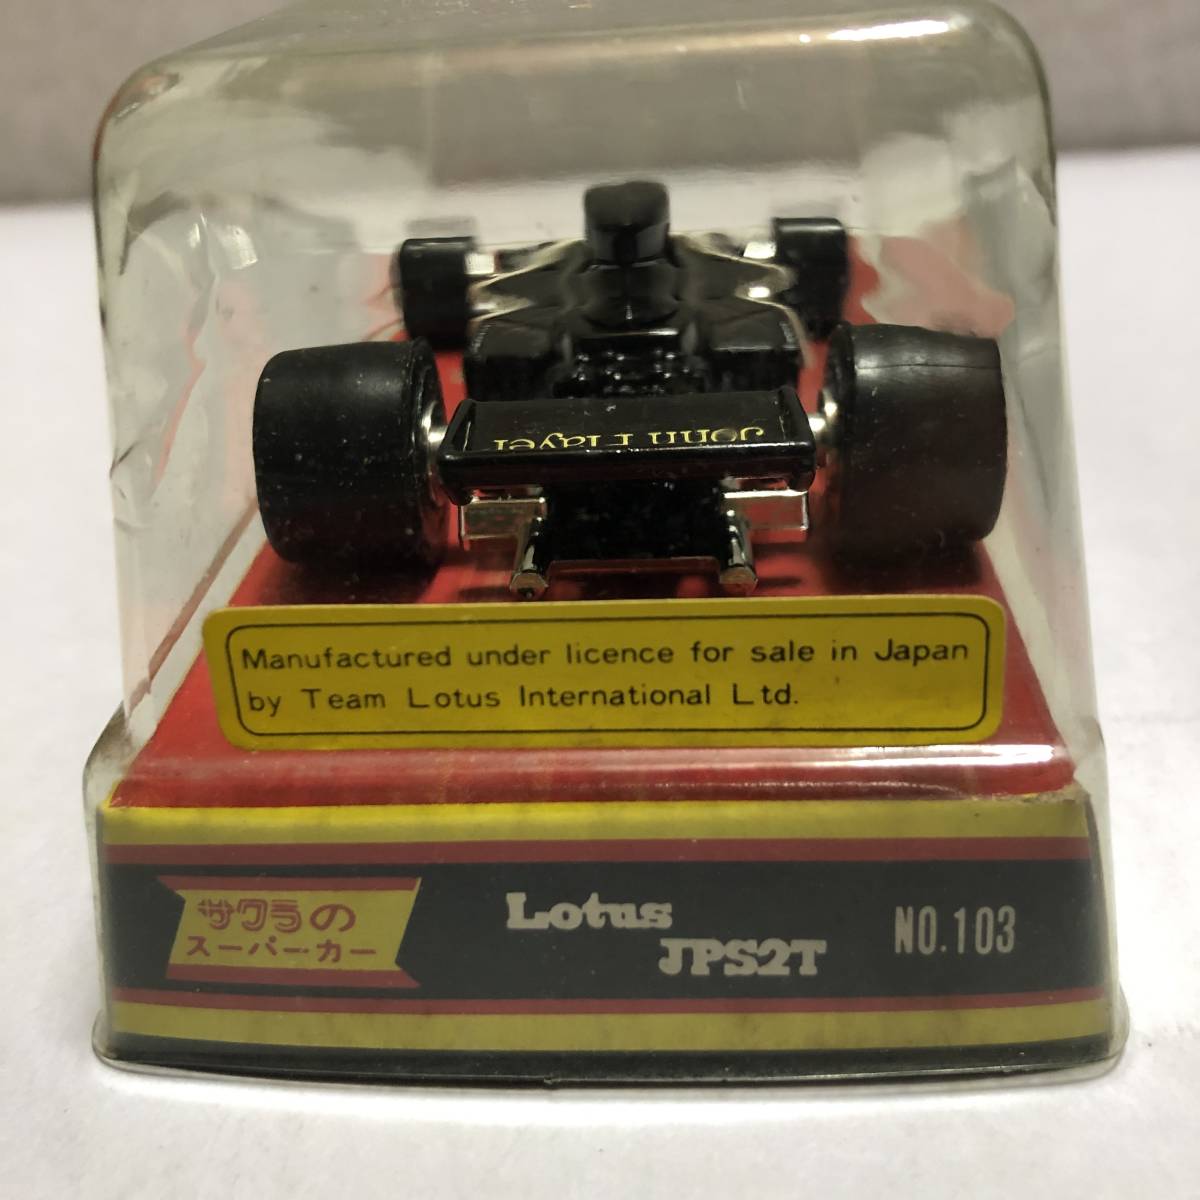 John Player
Manufactured under licence for sale in Japan
by Team Lotus International Ltd.
サクラの
スーパーカー
Lotus
JPS2T
NO.103